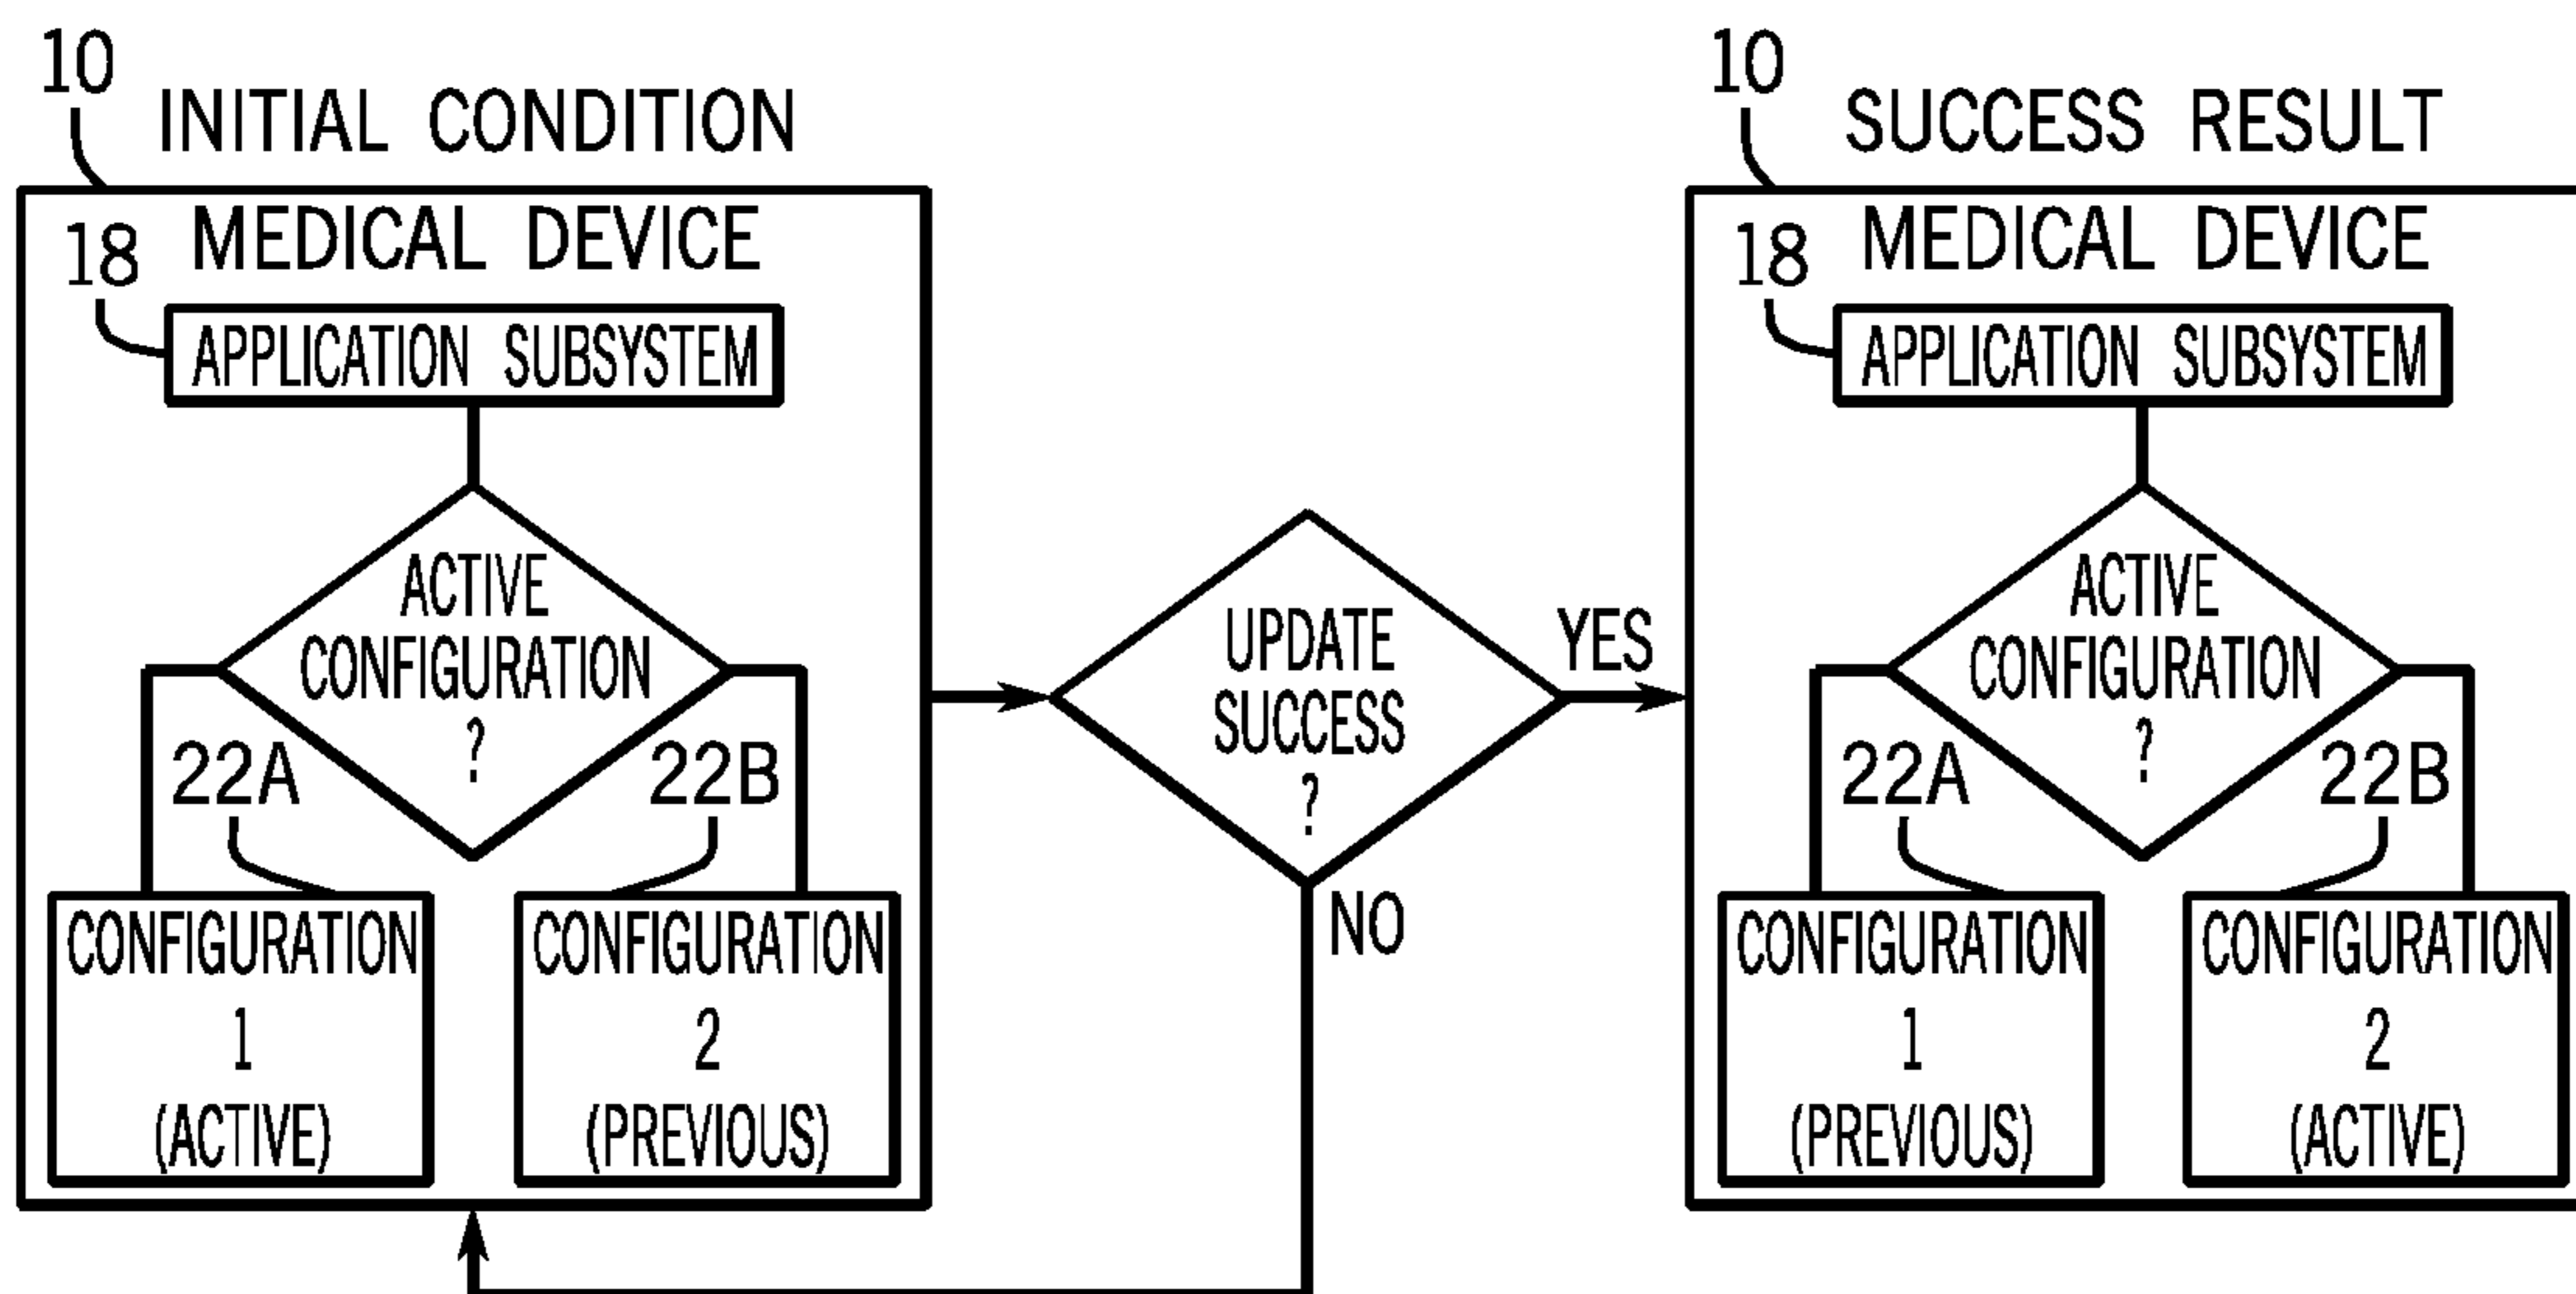 10
INITIAL CONDITION
MEDICAL DEVICE
18
APPLICATION SUBSYSTEM
ACTIVE
CONFIGURATION
?
22A
22B
CONFIGURATION
1
(ACTIVE)
CONFIGURATION
2
(PREVIOUS)
UPDATE
SUCCESS
?
YES
NO
10
SUCCESS RESULT
MEDICAL DEVICE
18
APPLICATION SUBSYSTEM
ACTIVE
CONFIGURATION
?
22A
22B
CONFIGURATION
1
(PREVIOUS)
CONFIGURATION
2
(ACTIVE)